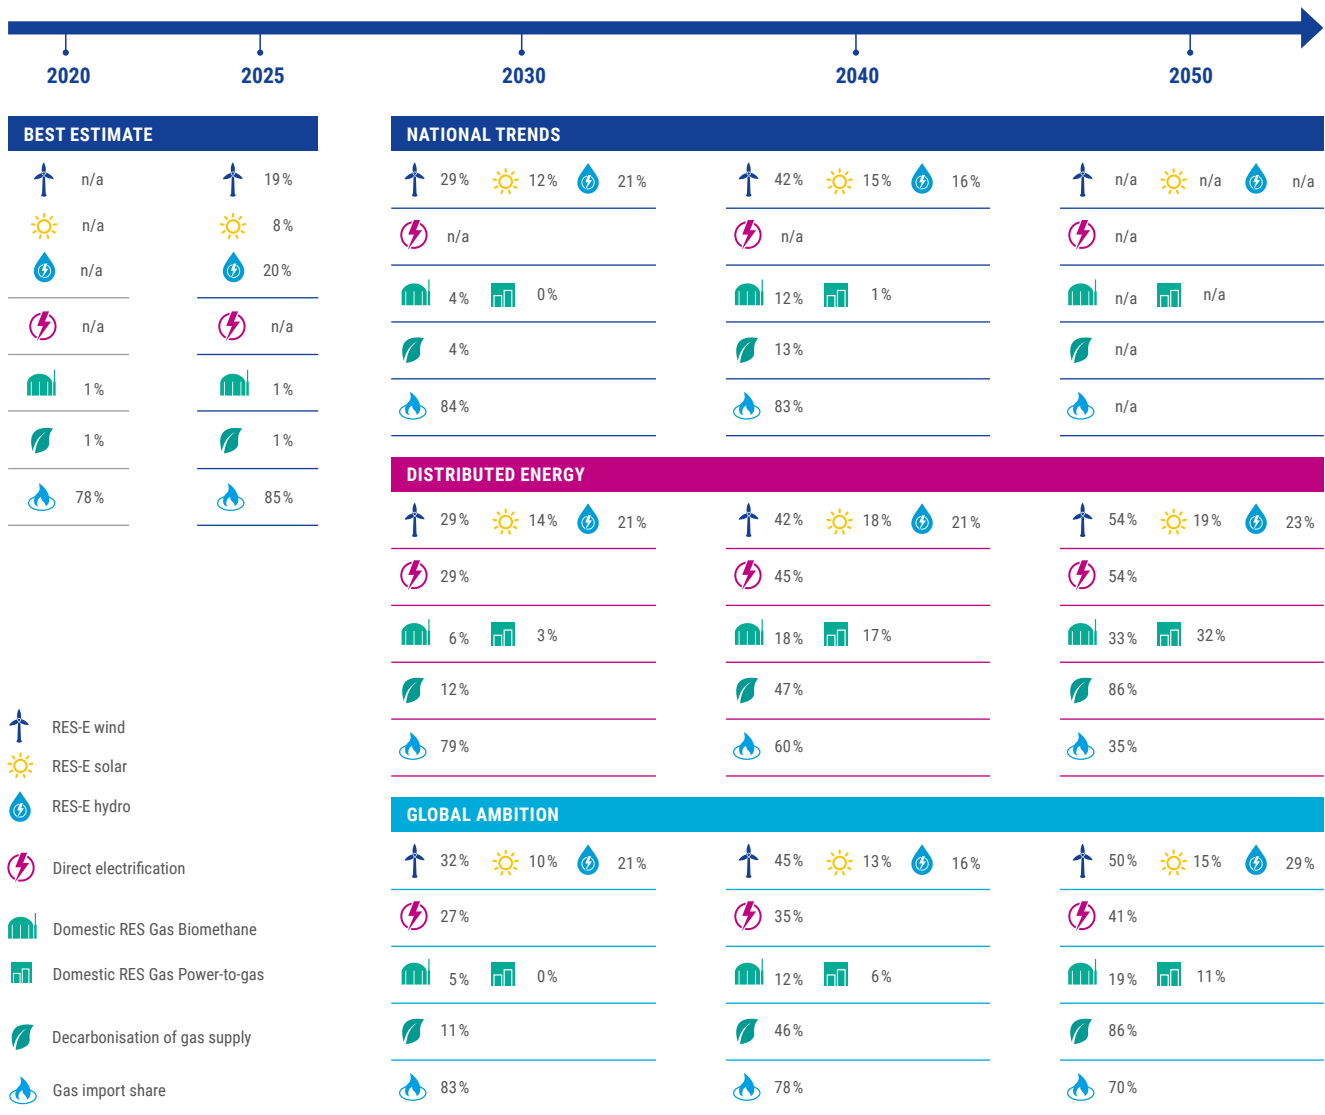 2020 2025 2030 2040 2050
BEST ESTIMATE
n/a 19%
n/a 8%
n/a 20%
n/a n/a
1% 1%
1% 1%
78% 85%
NATIONAL TRENDS
29% 12% 21% 42% 15% 16% n/a n/a n/a
n/a n/a n/a
4% 0% 12% 1% n/a n/a
4% 13% n/a
84% 83% n/a
DISTRIBUTED ENERGY
29% 14% 21% 42% 18% 21% 54% 19% 23%
29% 45% 54%
6% 3% 18% 17% 33% 32%
12% 47% 86%
79% 60% 35%
GLOBAL AMBITION
32% 10% 21% 45% 13% 16% 50% 15% 29%
27% 35% 41%
5% 0% 12% 6% 19% 11%
11% 46% 86%
83% 78% 70%
RES-E wind
RES-E solar
RES-E hydro
Direct electrification
Domestic RES Gas Biomethane
Domestic RES Gas Power-to-gas
Decarbonisation of gas supply
Gas import share